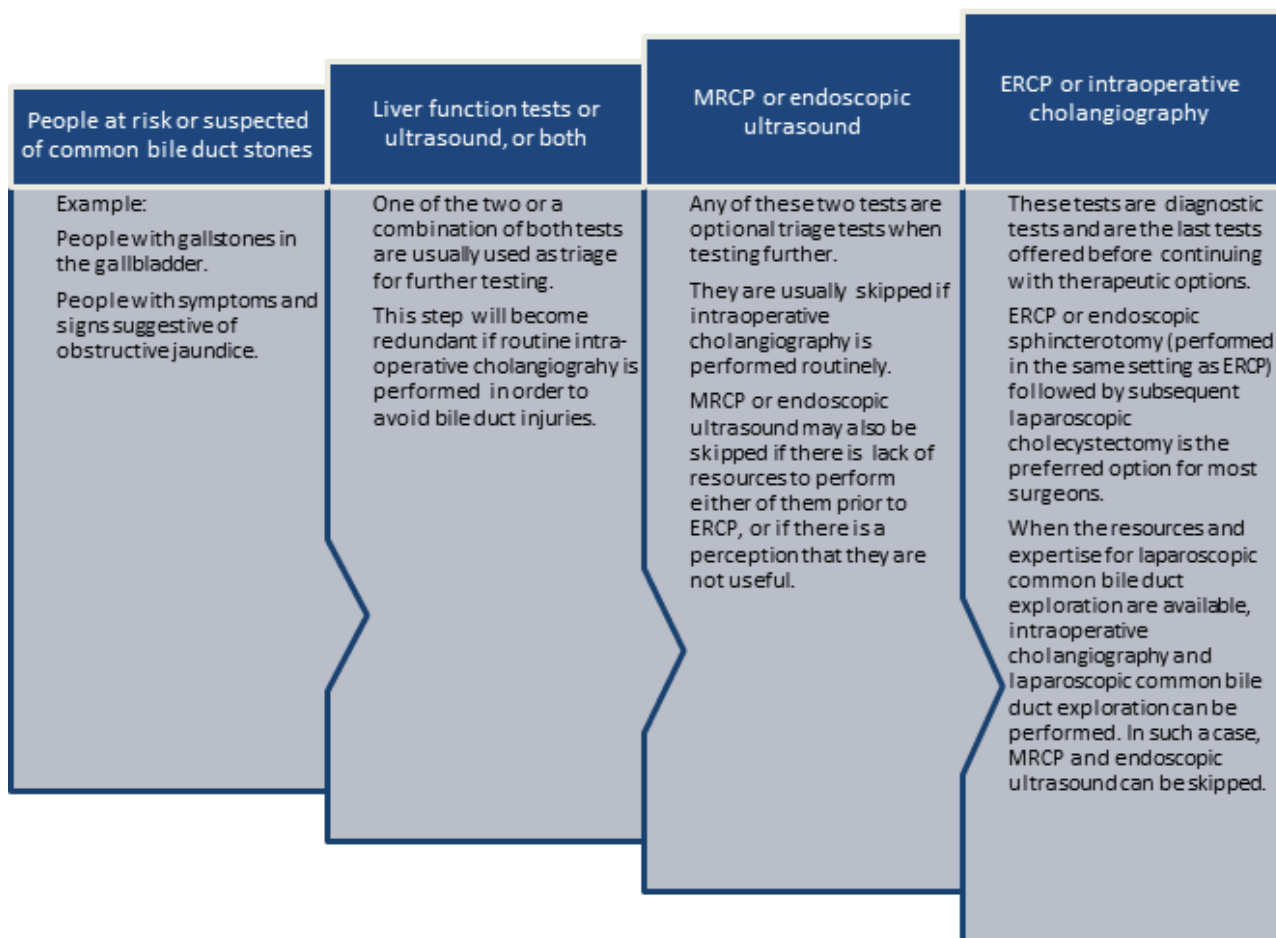 People at risk or suspected
of common bile duct stones
Example:
People with gallstones in
the gallbladder.
People with symptoms and
signs suggestive of
obstructive jaundice.
Liver function tests or
ultrasound, or both
One of the two or a
combination of both tests
are usually used as triage
for further testing.
This step will become
redundant if routine intra-
operative cholangiograhy is
performed in order to
avoid bile duct injuries.
MRCP or endoscopic
ultrasound
Any of these two tests are
optional triage tests when
testing further.
They are usually skipped if
intraoperative
cholangiography is
performed routinely.
MRCP or endoscopic
ultrasound may also be
skipped if there is lack of
resources to perform
either of them prior to
ERCP, or if there is a
perception that they are
not useful.
ERCP or intraoperative
cholangiography
These tests are diagnostic
tests and are the last tests
offered before continuing
with therapeutic options.
ERCP or endoscopic
sphincterotomy (performed
in the same setting as ERCP)
followed by subsequent
laparoscopic
cholecystectomy is the
preferred option for most
surgeons.
When the resources and
expertise for laparoscopic
common bile duct
exploration are available,
intraoperative
cholangiography and
laparoscopic common bile
duct exploration can be
performed. In such a case,
MRCP and endoscopic
ultrasound can be skipped.